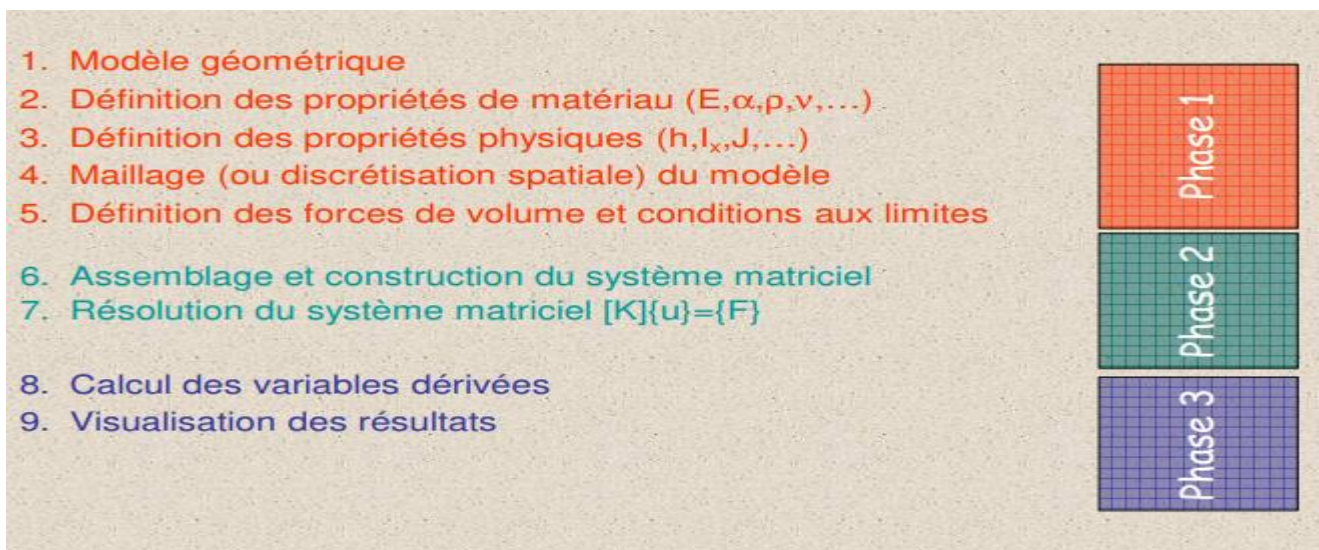 1. Modèle géométrique
2. Définition des propriétés de matériau (E,α,ρ,ν,...)
3. Définition des propriétés physiques (h,Iₓ,J,...)
4. Maillage (ou discrétisation spatiale) du modèle
5. Définition des forces de volume et conditions aux limites
Phase 1
6. Assemblage et construction du système matriciel
7. Résolution du système matriciel [K]{u}={F}
Phase 2
8. Calcul des variables dérivées
9. Visualisation des résultats
Phase 3